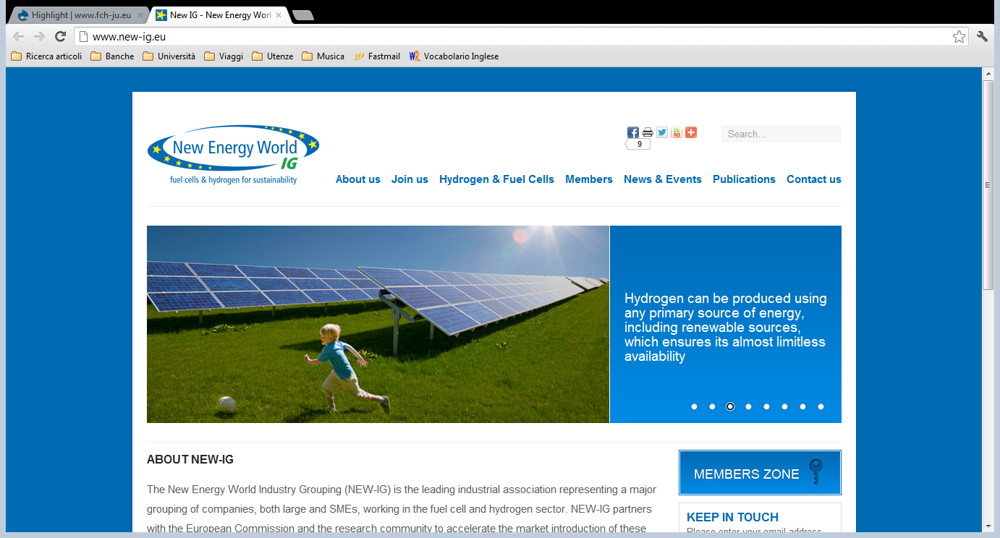 Highlight | www.fch-ju.eu
New IG - New Energy Worl
www.new-ig.eu
Ricerca articoli Banche Università Viaggi Utenze Musica Fastmail Vocabolario Inglese
New Energy World
IG
fuel cells & hydrogen for sustainability
9
Search...
About us Join us Hydrogen & Fuel Cells Members News & Events Publications Contact us
Hydrogen can be produced using
any primary source of energy,
including renewable sources,
which ensures its almost limitless
availability
ABOUT NEW-IG
The New Energy World Industry Grouping (NEW-IG) is the leading industrial association representing a major
grouping of companies, both large and SMEs, working in the fuel cell and hydrogen sector. NEW-IG partners
with the European Commission and the research community to accelerate the market introduction of these
MEMBERS ZONE
KEEP IN TOUCH
Please enter your email address